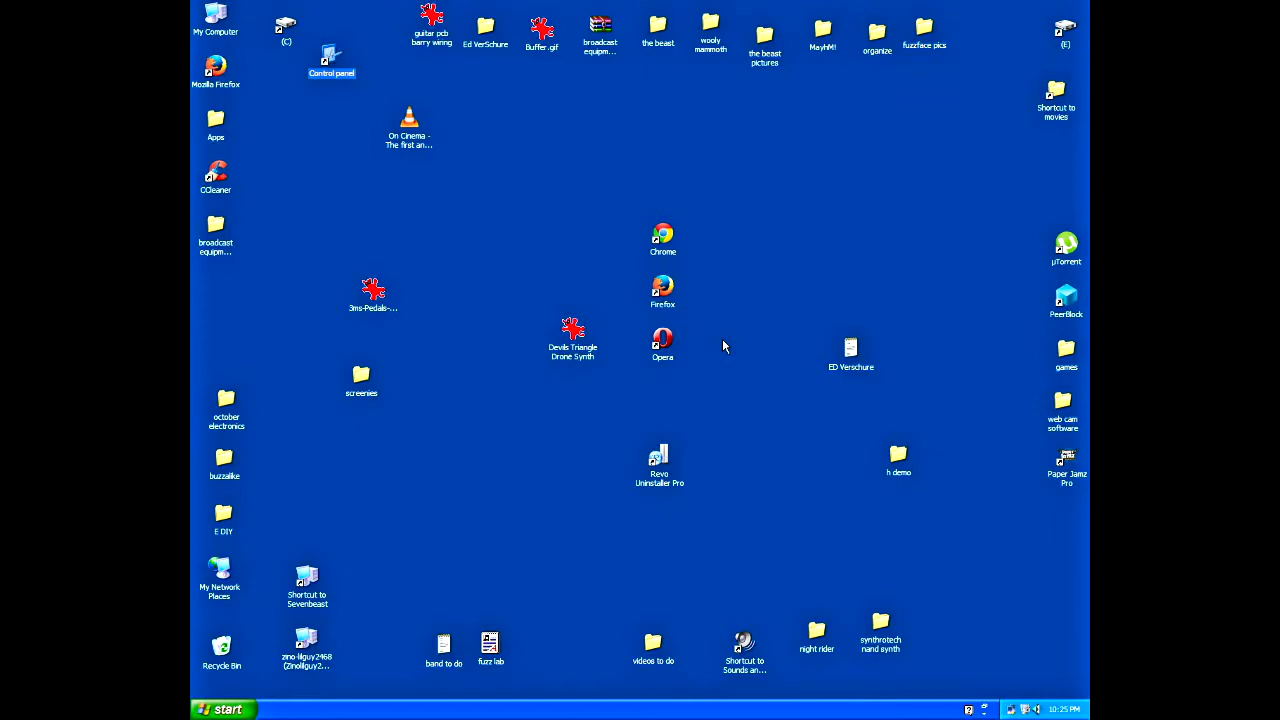 My Computer
(C)
Control panel
guitar pcb
barry wiring
Ed VerSchure
Buffer.gif
broadcast
equipm...
the beast
wooly
mammoth
the beast
pictures
MayhM!
organize
fuzzface pics
(E)
Mozilla Firefox
Shortcut to
movies
Apps
On Cinema -
The first an...
CCleaner
broadcast
equipm...
Chrome
µTorrent
3ms-Pedals-...
Firefox
PeerBlock
Devils Triangle
Drone Synth
Opera
ED Verschure
games
screenies
october
electronics
web cam
software
buzzalike
Revo
Uninstaller Pro
h demo
Paper Jamz
Pro
E DIY
My Network
Places
Shortcut to
Sevenbeast
Recycle Bin
zino-lilguy2468
(Zinolilguy2...
band to do
fuzz lab
videos to do
Shortcut to
Sounds an...
night rider
synthrotech
nand synth
start
10:25 PM